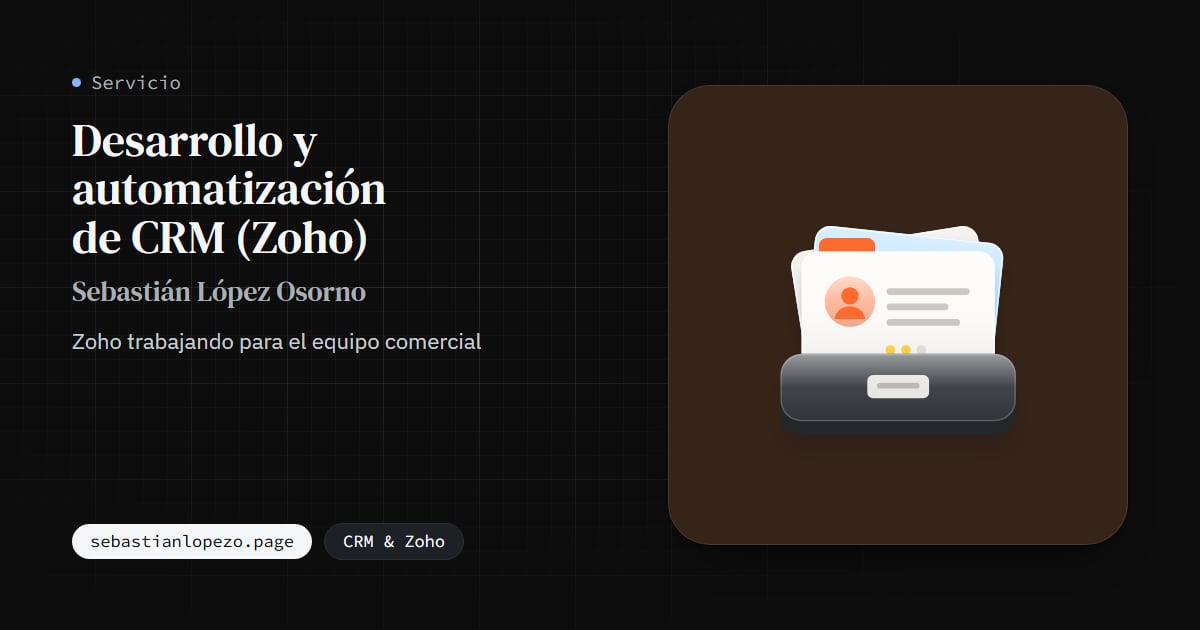 Servicio
Desarrollo y
automatización
de CRM (Zoho)
Sebastián López Osorno
Zoho trabajando para el equipo comercial
sebastianlopezo.page
CRM & Zoho